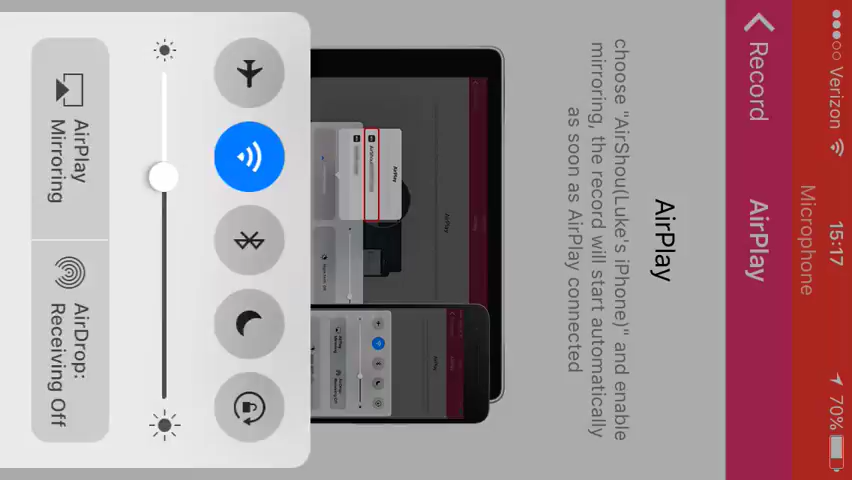 ●●●○○ Verizon 15:17 70%
Microphone
Record AirPlay
AirPlay
choose "AirShou(Luke's iPhone)" and enable
mirroring, the record will start automatically
as soon as AirPlay connected
AirPlay
AirPlay
Mirroring
AirDrop:
Receiving Off